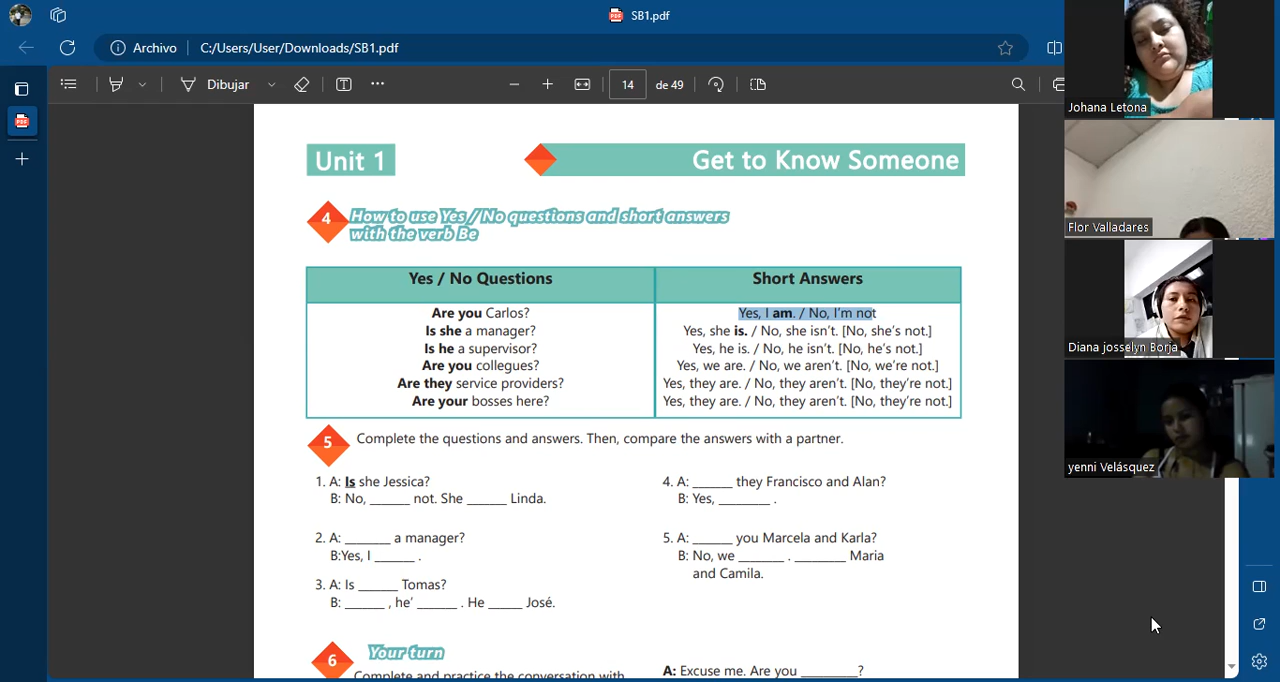 SB1.pdf
Archivo
C:/Users/User/Downloads/SB1.pdf
Dibujar
14
de 49
Unit 1
Get to Know Someone
4
How to use Yes / No questions and short answers
with the verb Be
Yes / No Questions
Short Answers
Are you Carlos?
Yes, I am. / No, I'm not
Is she a manager?
Yes, she is. / No, she isn't. [No, she's not.]
Is he a supervisor?
Yes, he is. / No, he isn't. [No, he's not.]
Are you collegues?
Yes, we are. / No, we aren't. [No, we're not.]
Are they service providers?
Yes, they are. / No, they aren't. [No, they're not.]
Are your bosses here?
Yes, they are. / No, they aren't. [No, they're not.]
5
Complete the questions and answers. Then, compare the answers with a partner.
1. A: Is she Jessica?
B: No, ______ not. She ______ Linda.
2. A: _______ a manager?
B:Yes, I ______ .
3. A: Is ______ Tomas?
B: ______ , he' ______ . He _____ José.
4. A: ______ they Francisco and Alan?
B: Yes, ________ .
5. A: ______ you Marcela and Karla?
B: No, we _______ . ________ Maria
and Camila.
6
Your turn
Complete and practice the conversation with
A: Excuse me. Are you _________?
Johana Letona
Flor Valladares
Diana josselyn Borja
yenni Velásquez